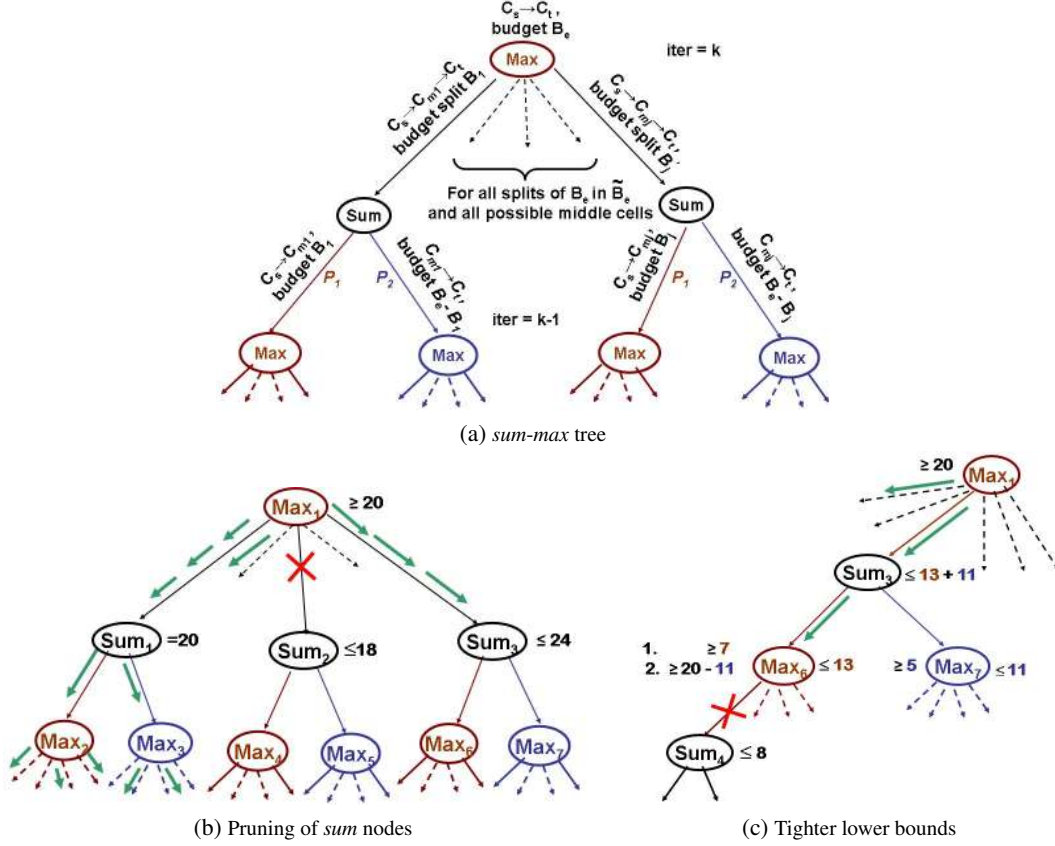 Cs→Ct,
budget Be
Max
iter = k
Cs→Cm1→Ct
budget split B1
Cs→Cmj→Ct,
budget split Bj
For all splits of Be in B̃e
and all possible middle cells
Sum
Sum
Cs→Cm1,
budget B1
P1
P2
Cm1→Ct,
budget Be - B1
iter = k-1
Cs→Cmj,
budget Bj
P1
P2
Cmj→Ct,
budget Be - Bj
Max
Max
Max
Max
(a) sum-max tree
Max1 ≥ 20
Sum1 =20
Sum2 ≤18
Sum3 ≤ 24
Max2
Max3
Max4
Max5
Max6
Max7
(b) Pruning of sum nodes
≥ 20 Max1
Sum3 ≤ 13 + 11
1. ≥ 7
2. ≥ 20 - 11
Max6 ≤ 13
≥ 5 Max7 ≤ 11
Sum4 ≤ 8
(c) Tighter lower bounds